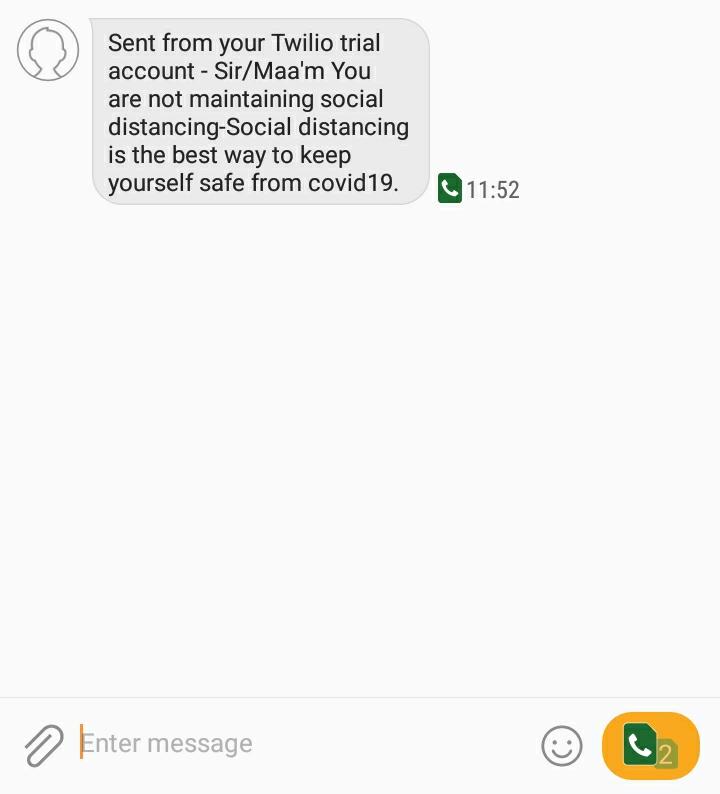 Sent from your Twilio trial
account - Sir/Maa'm You
are not maintaining social
distancing-Social distancing
is the best way to keep
yourself safe from covid19.
11:52
Enter message
2